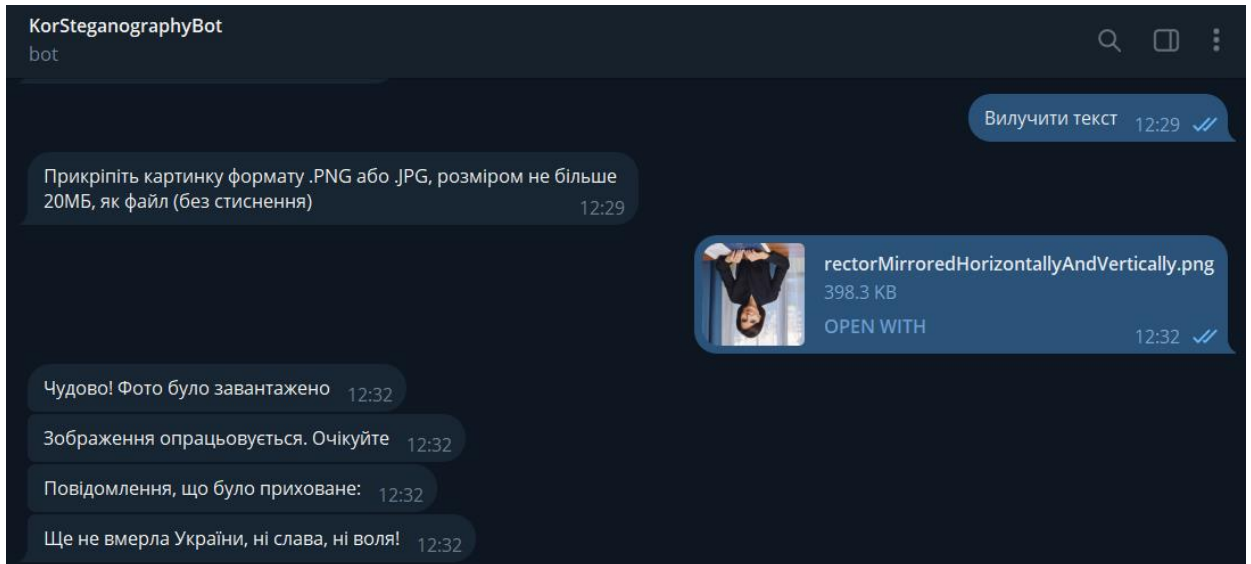 KorSteganographyBot
bot
Вилучити текст 12:29
Прикріпіть картинку формату .PNG або .JPG, розміром не більше
20МБ, як файл (без стиснення) 12:29
rectorMirroredHorizontallyAndVertically.png
398.3 KB
OPEN WITH 12:32
Чудово! Фото було завантажено 12:32
Зображення опрацьовується. Очікуйте 12:32
Повідомлення, що було приховане: 12:32
Ще не вмерла України, ні слава, ні воля! 12:32